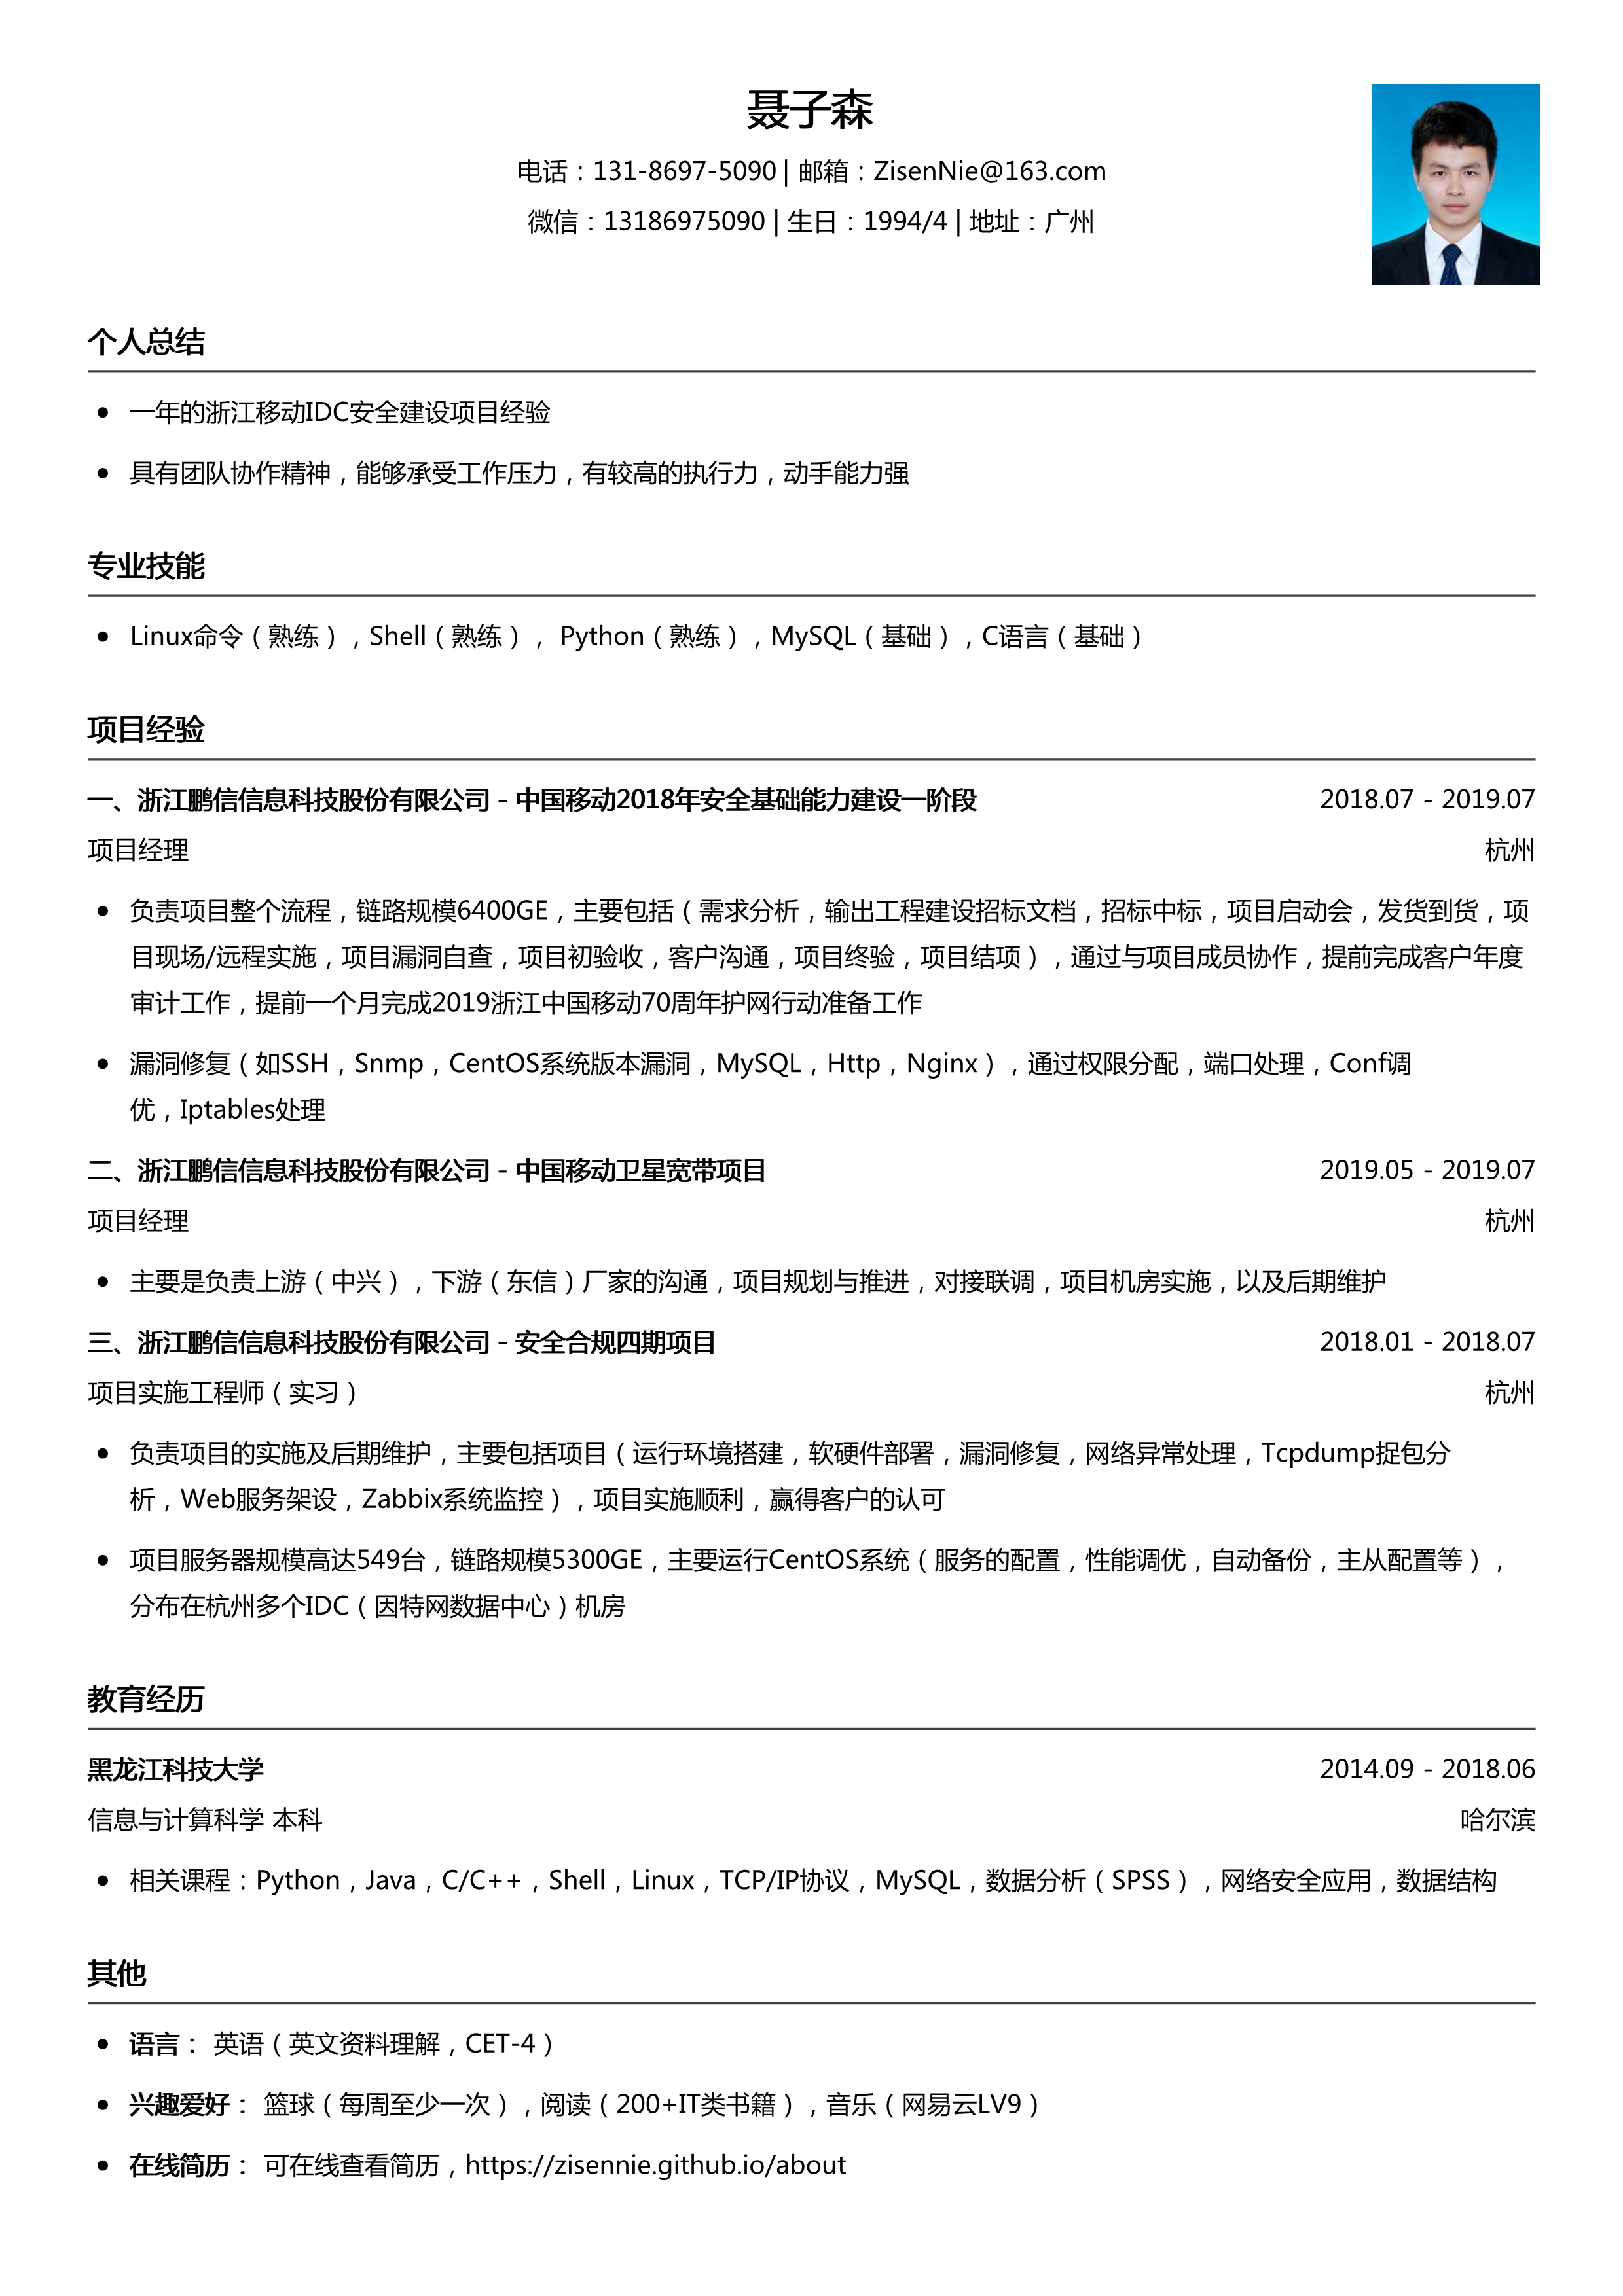 聂子森
电话：131-8697-5090 | 邮箱：ZisenNie@163.com
微信：13186975090 | 生日：1994/4 | 地址：广州
个人总结
一年的浙江移动IDC安全建设项目经验
具有团队协作精神，能够承受工作压力，有较高的执行力，动手能力强
专业技能
Linux命令（熟练），Shell（熟练）， Python（熟练），MySQL（基础），C语言（基础）
项目经验
一、浙江鹏信信息科技股份有限公司 - 中国移动2018年安全基础能力建设一阶段 2018.07 - 2019.07
项目经理 杭州
负责项目整个流程，链路规模6400GE，主要包括（需求分析，输出工程建设招标文档，招标中标，项目启动会，发货到货，项
目现场/远程实施，项目漏洞自查，项目初验收，客户沟通，项目终验，项目结项），通过与项目成员协作，提前完成客户年度
审计工作，提前一个月完成2019浙江中国移动70周年护网行动准备工作
漏洞修复（如SSH，Snmp，CentOS系统版本漏洞，MySQL，Http，Nginx），通过权限分配，端口处理，Conf调
优，Iptables处理
二、浙江鹏信信息科技股份有限公司 - 中国移动卫星宽带项目 2019.05 - 2019.07
项目经理 杭州
主要是负责上游（中兴），下游（东信）厂家的沟通，项目规划与推进，对接联调，项目机房实施，以及后期维护
三、浙江鹏信信息科技股份有限公司 - 安全合规四期项目 2018.01 - 2018.07
项目实施工程师（实习） 杭州
负责项目的实施及后期维护，主要包括项目（运行环境搭建，软硬件部署，漏洞修复，网络异常处理，Tcpdump捉包分
析，Web服务架设，Zabbix系统监控），项目实施顺利，赢得客户的认可
项目服务器规模高达549台，链路规模5300GE，主要运行CentOS系统（服务的配置，性能调优，自动备份，主从配置等），
分布在杭州多个IDC（因特网数据中心）机房
教育经历
黑龙江科技大学 2014.09 - 2018.06
信息与计算科学 本科 哈尔滨
相关课程：Python，Java，C/C++，Shell，Linux，TCP/IP协议，MySQL，数据分析（SPSS），网络安全应用，数据结构
其他
语言： 英语（英文资料理解，CET-4）
兴趣爱好： 篮球（每周至少一次），阅读（200+IT类书籍），音乐（网易云LV9）
在线简历： 可在线查看简历，https://zisennie.github.io/about